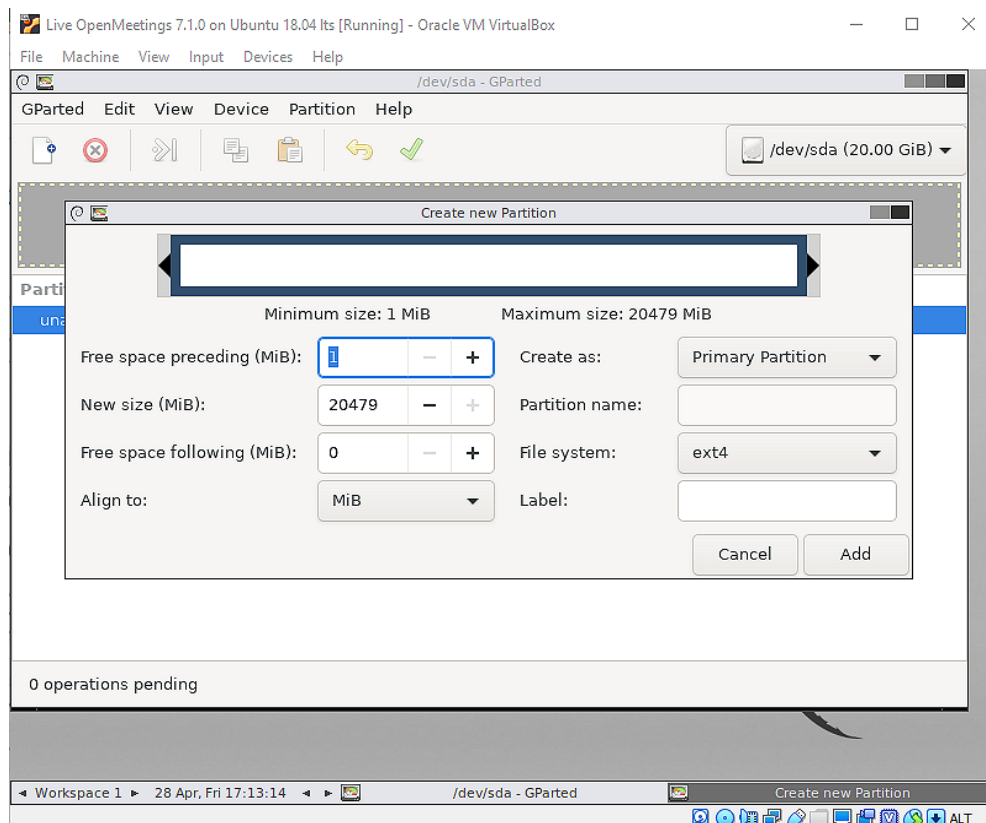 Live OpenMeetings 7.1.0 on Ubuntu 18.04 lts [Running] - Oracle VM VirtualBox
File Machine View Input Devices Help
/dev/sda - GParted
GParted Edit View Device Partition Help
/dev/sda (20.00 GiB)
Create new Partition
Parti
una
Minimum size: 1 MiB Maximum size: 20479 MiB
Free space preceding (MiB): 1 Create as: Primary Partition
New size (MiB): 20479 Partition name:
Free space following (MiB): 0 File system: ext4
Align to: MiB Label:
Cancel Add
0 operations pending
Workspace 1 28 Apr, Fri 17:13:14 /dev/sda - GParted Create new Partition
ALT